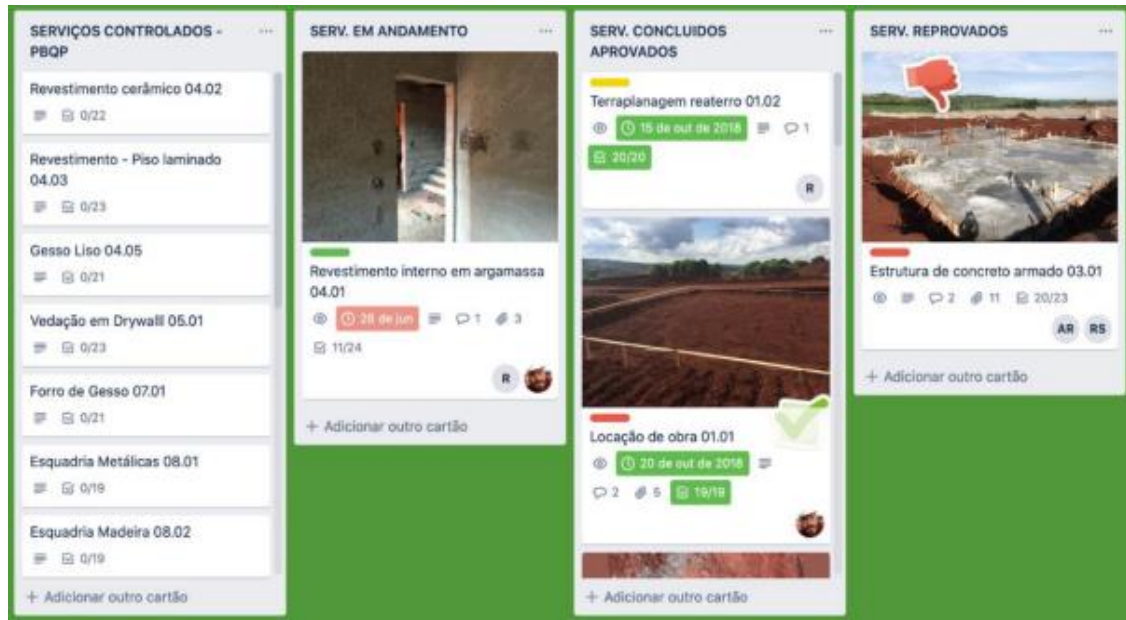 SERVIÇOS CONTROLADOS -
PBQP
Revestimento cerâmico 04.02
0/22
Revestimento - Piso laminado
04.03
0/23
Gesso Liso 04.05
0/21
Vedação em Drywalll 05.01
0/23
Forro de Gesso 07.01
0/21
Esquadria Metálicas 08.01
0/19
Esquadria Madeira 08.02
0/19
+ Adicionar outro cartão
SERV. EM ANDAMENTO
Revestimento interno em argamassa
04.01
28 de jun
1
3
11/24
R
+ Adicionar outro cartão
SERV. CONCLUIDOS
APROVADOS
Terraplanagem reaterro 01.02
15 de out de 2018
1
20/20
R
Locação de obra 01.01
20 de out de 2018
2
5
19/19
+ Adicionar outro cartão
SERV. REPROVADOS
Estrutura de concreto armado 03.01
2
11
20/23
AR RS
+ Adicionar outro cartão